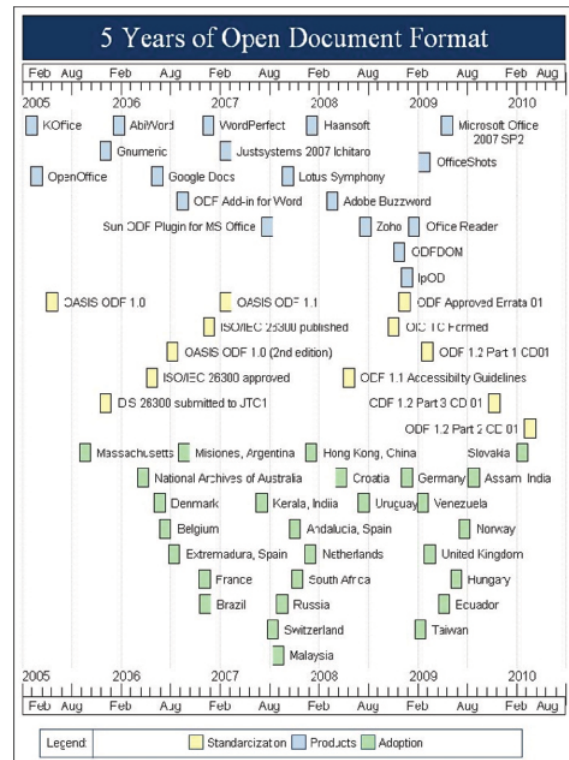 5 Years of Open Document Format
Feb Aug Feb Aug Feb Aug Feb Aug Feb Aug Feb Aug
2005 2006 2007 2008 2009 2010
KOffice AbiWord WordPerfect Haansoft Microsoft Office
2007 SP2
Gnumeric Justsystems 2007 Ichitaro
OfficeShots
OpenOffice Google Docs Lotus Symphony
ODF Add-in for Word Adobe Buzzword
Sun ODF Plugin for MS Office Zoho Office Reader
ODFDOM
lpOD
OASIS ODF 1.0 OASIS ODF 1.1 ODF Approved Errata 01
ISO/IEC 26300 published OIC TC Formed
OASIS ODF 1.0 (2nd edition) ODF 1.2 Part 1 CD01
ISO/IEC 26300 approved ODF 1.1 Accessibility Guidelines
DIS 26300 submitted to JTC1 ODF 1.2 Part 3 CD 01
ODF 1.2 Part 2 CD 01
Massachusetts Misiones, Argentina Hong Kong, China Slovakia
National Archives of Australia Croatia Germany Assam, India
Denmark Kerala, India Uruguay Venezuela
Belgium Andalucia, Spain Norway
Extremadura, Spain Netherlands United Kingdom
France South Africa Hungary
Brazil Russia Ecuador
Switzerland Taiwan
Malaysia
2005 2006 2007 2008 2009 2010
Feb Aug Feb Aug Feb Aug Feb Aug Feb Aug Feb Aug
Legend: Standarcization Products Adoption